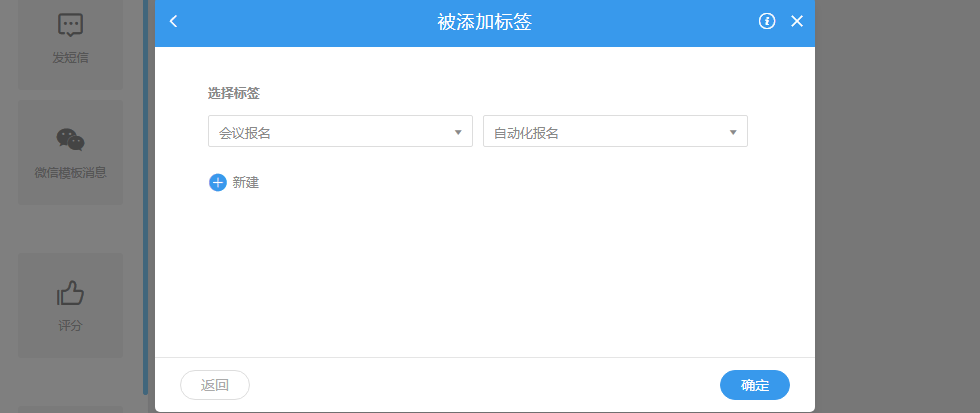 发短信
微信模板消息
评分
被添加标签
选择标签
会议报名
自动化报名
新建
返回
确定